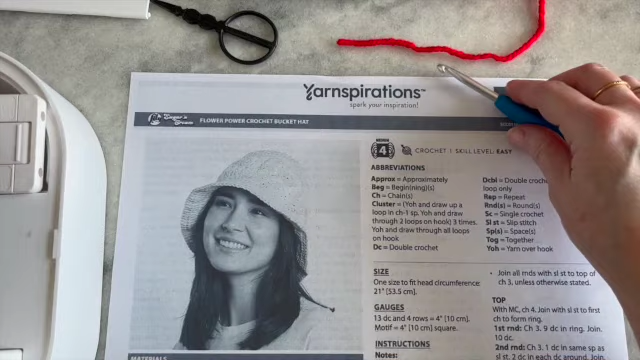 Yarnspirations™
spark your inspiration!
FLOWER POWER CROCHET BUCKET HAT
4
CROCHET | SKILL LEVEL: EASY
ABBREVIATIONS
Approx = Approximately
Beg = Begin(ning)(s)
Ch = Chain(s)
Cluster = (Yoh and draw up a
loop in ch-1 sp. Yoh and draw
through 2 loops on hook) 3 times.
Yoh and draw through all loops
on hook
Dc = Double crochet
Dcbl = Double
loop only
Rep = Repeat
Rnd(s) = Round(s)
Sc = Single crochet
Sl st = Slip stitch
Sp(s) = Space(s)
Tog = Together
Yoh = Yarn over hook
SIZE
One size to fit head circumference:
21" [53.5 cm].
• Join all rnds with sl st to top of
ch 3, unless otherwise stated.
GAUGES
13 dc and 4 rows = 4" [10 cm].
Motif = 4" [10 cm] square.
INSTRUCTIONS
Notes:
TOP
With MC, ch 4. Join with sl st to first
ch to form ring.
1st rnd: Ch 3. 9 dc in ring. Join.
10 dc.
2nd rnd: Ch 3. 1 dc in same sp as
sl st. 2 dc in each dc around. Join.
MATERIALS